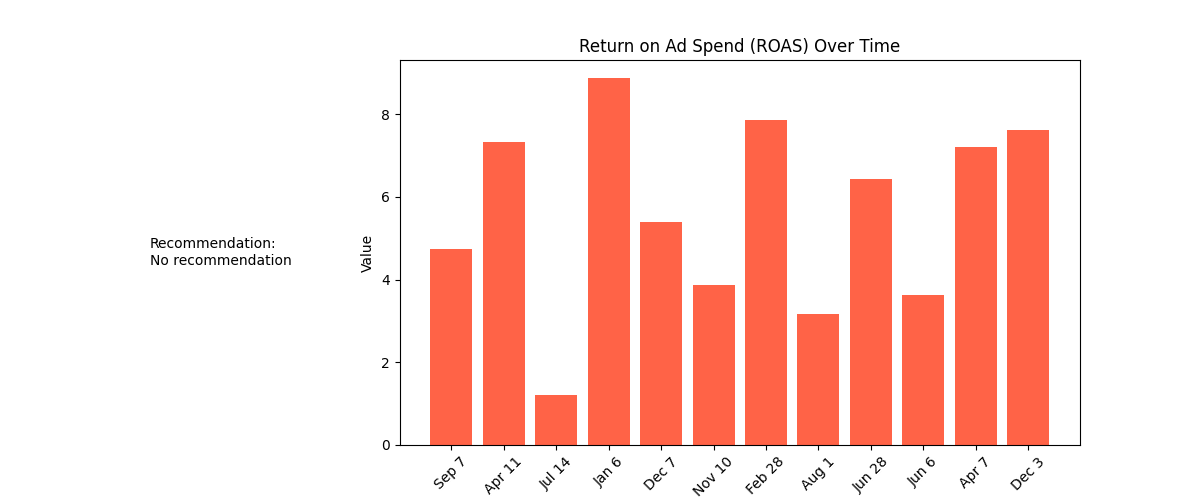 Return on Ad Spend (ROAS) Over Time
Recommendation:
No recommendation
Value
8
6
4
2
0
Sep 7
Apr 11
Jul 14
Jan 6
Dec 7
Nov 10
Feb 28
Aug 1
Jun 28
Jun 6
Apr 7
Dec 3